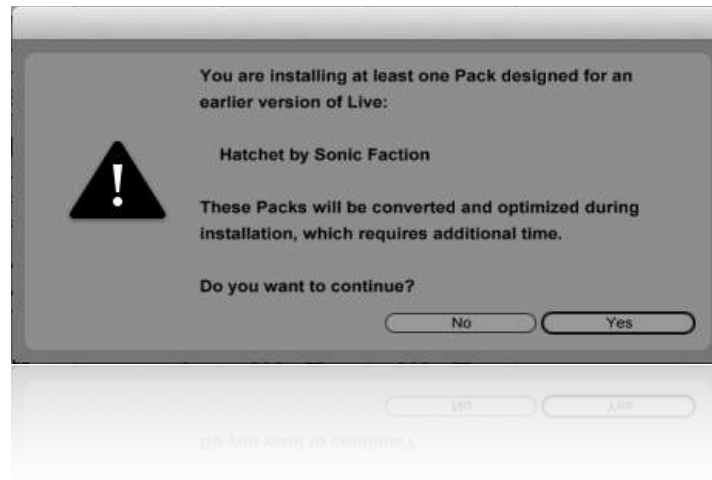 You are installing at least one Pack designed for an
earlier version of Live:
Hatchet by Sonic Faction
These Packs will be converted and optimized during
installation, which requires additional time.
Do you want to continue?
No
Yes